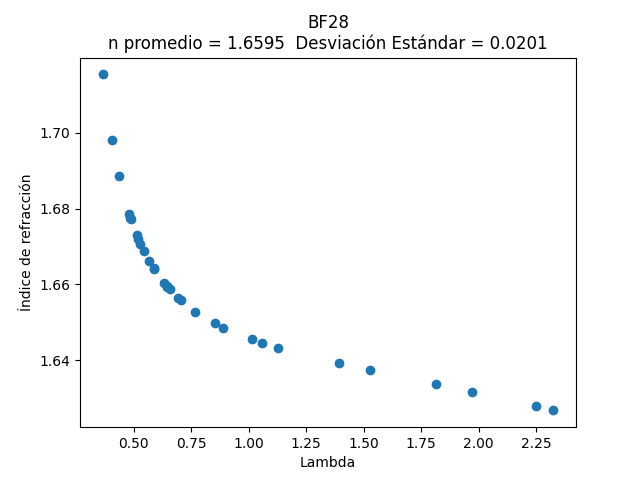 BF28
n promedio = 1.6595  Desviación Estándar = 0.0201
Índice de refracción
1.70
1.68
1.66
1.64
0.50 0.75 1.00 1.25 1.50 1.75 2.00 2.25
Lambda